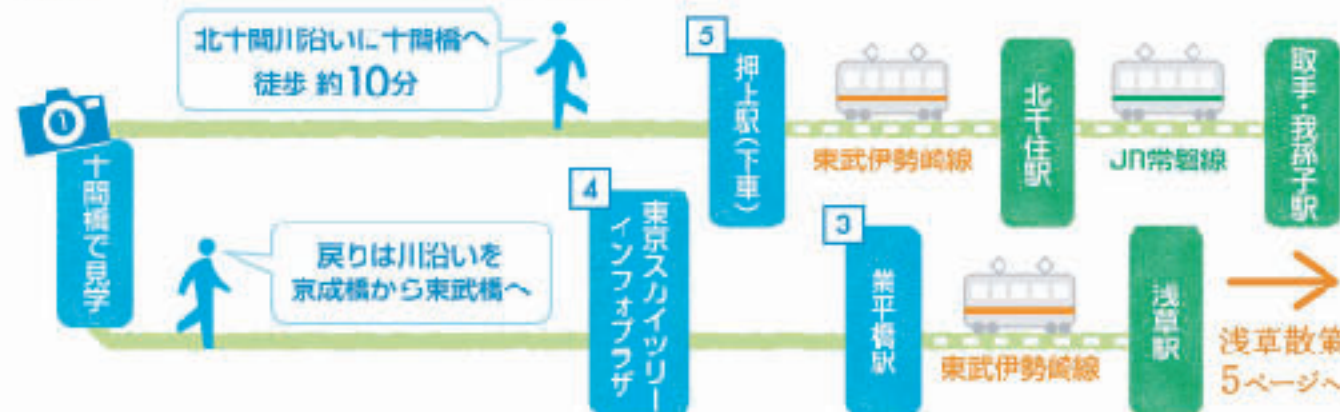 北十間川沿いに十間橋へ
徒歩 約10分
5
押上駅(下車)
東武伊勢崎線
北千住駅
JR常磐線
取手・我孫子駅
1
十間橋で見学
戻りは川沿いを
京成橋から東武橋へ
4
東京スカイツリー
インフォプラザ
3
業平橋駅
東武伊勢崎線
浅草駅
浅草散策
5ページへ